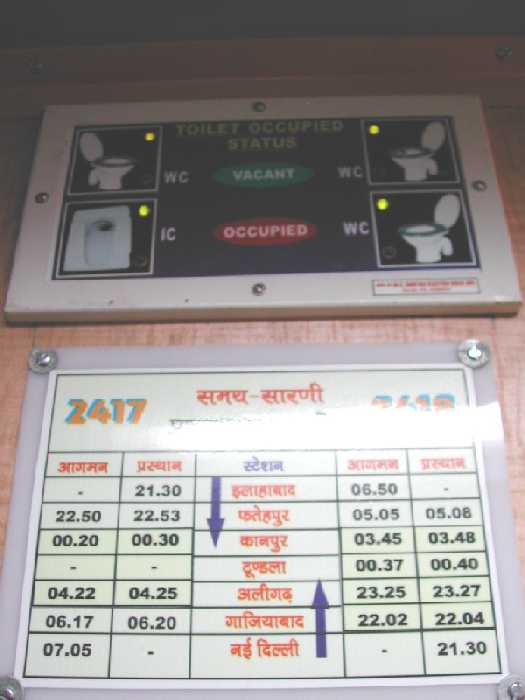 TOILET OCCUPIED
STATUS
WC VACANT WC
IC OCCUPIED WC
2417 समय-सारणी 2418
आगमन प्रस्थान स्टेशन आगमन प्रस्थान
- 21.30 इलाहाबाद 06.50 -
22.50 22.53 फतेहपुर 05.05 05.08
00.20 00.30 कानपुर 03.45 03.48
- - टूण्डला 00.37 00.40
04.22 04.25 अलीगढ़ 23.25 23.27
06.17 06.20 गाजियाबाद 22.02 22.04
07.05 - नई दिल्ली - 21.30